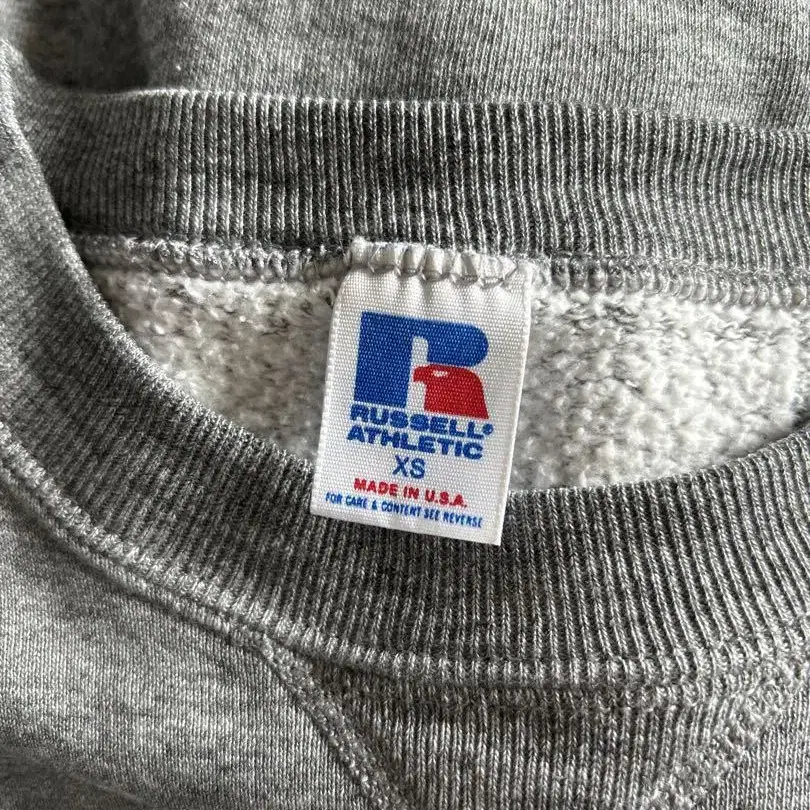 R
RUSSELL®
ATHLETIC
XS
MADE IN U.S.A.
FOR CARE & CONTENT SEE REVERSE